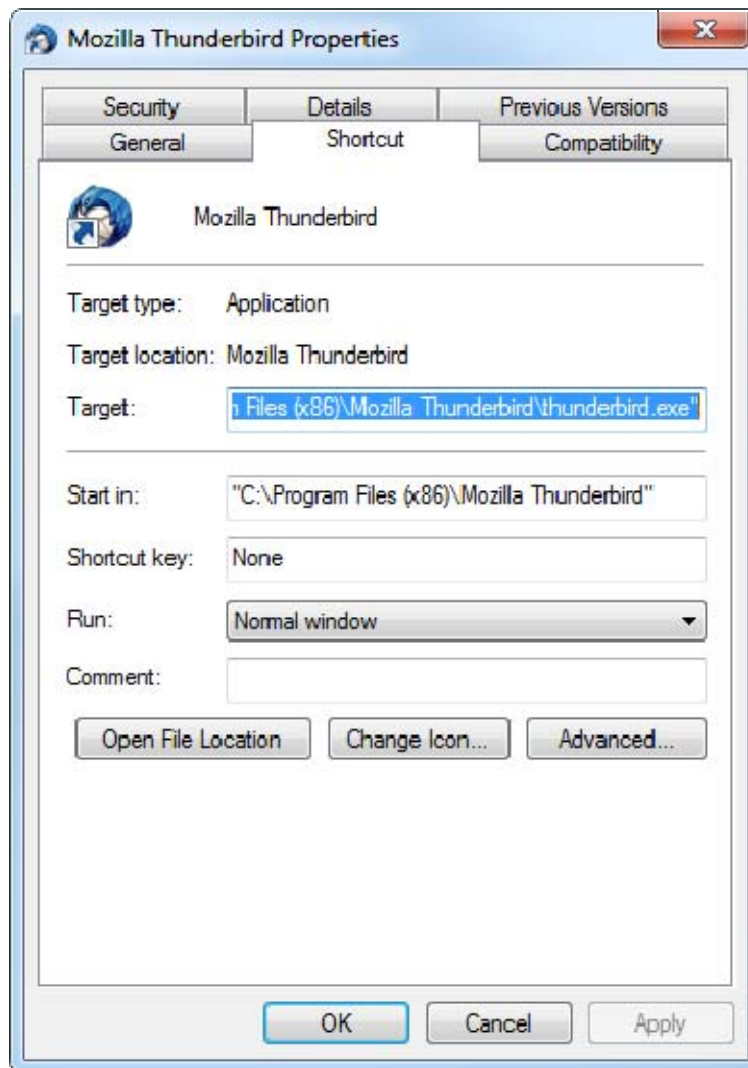 Mozilla Thunderbird Properties
Security Details Previous Versions
General Shortcut Compatibility
Mozilla Thunderbird
Target type: Application
Target location: Mozilla Thunderbird
Target: n Files (x86)\Mozilla Thunderbird\thunderbird.exe"
Start in: "C:\Program Files (x86)\Mozilla Thunderbird"
Shortcut key: None
Run: Normal window
Comment:
Open File Location Change Icon... Advanced...
OK Cancel Apply